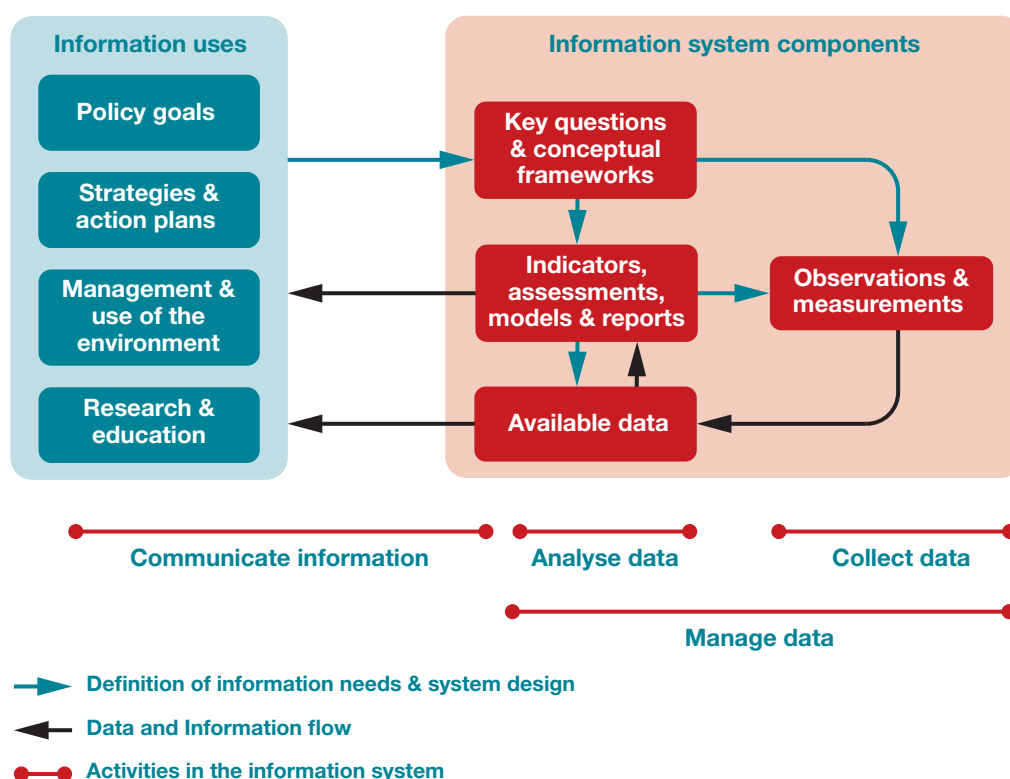 Information uses
Policy goals
Strategies &
action plans
Management &
use of the
environment
Research &
education
Information system components
Key questions
& conceptual
frameworks
Indicators,
assessments,
models & reports
Observations &
measurements
Available data
Communicate information
Analyse data
Collect data
Manage data
Definition of information needs & system design
Data and Information flow
Activities in the information system